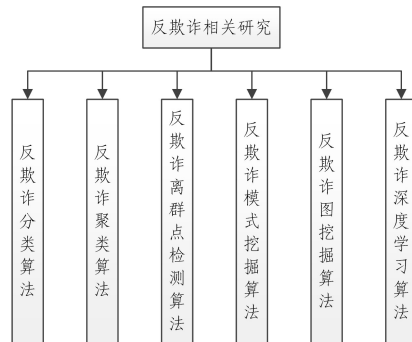 反欺诈相关研究
反欺诈分类算法
反欺诈聚类算法
反欺诈离群点检测算法
反欺诈模式挖掘算法
反欺诈图挖掘算法
反欺诈深度学习算法